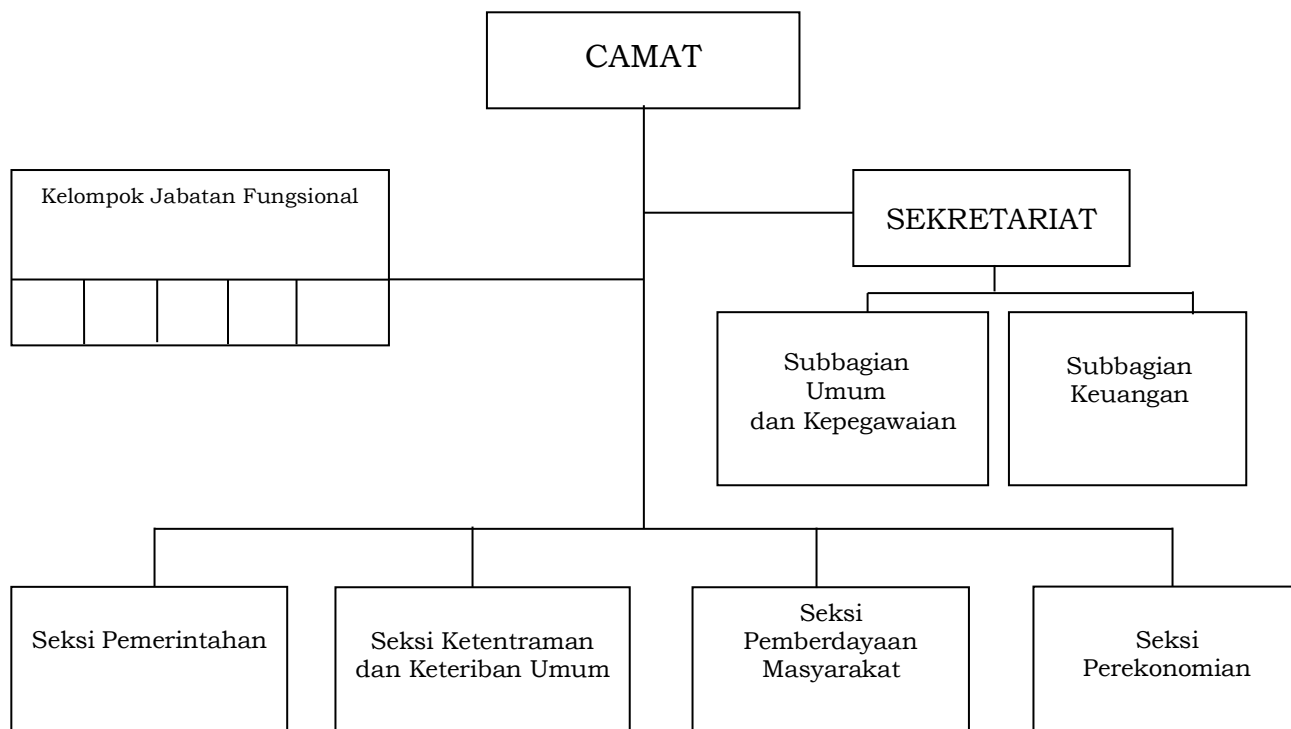 CAMAT
Kelompok Jabatan Fungsional
SEKRETARIAT
Subbagian
Umum
dan Kepegawaian
Subbagian
Keuangan
Seksi Pemerintahan
Seksi Ketentraman
dan Keteriban Umum
Seksi
Pemberdayaan
Masyarakat
Seksi
Perekonomian